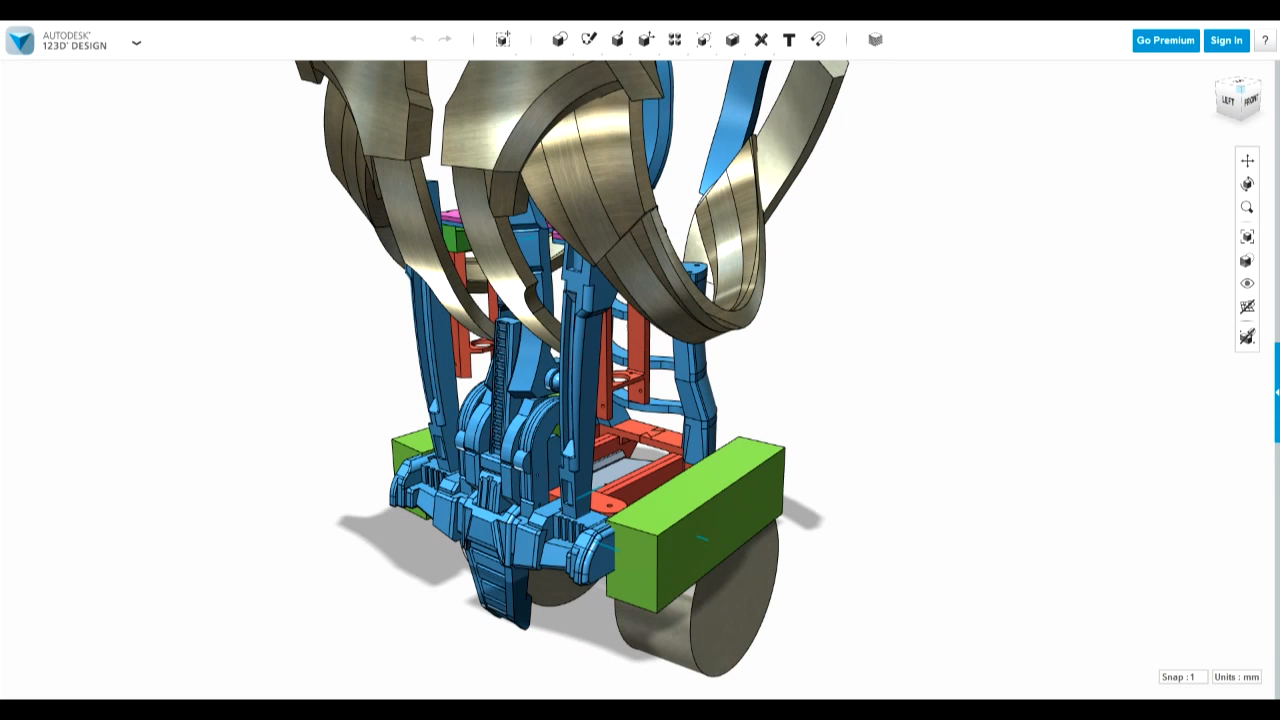 AUTODESK®
123D® DESIGN
Go Premium
Sign In
?
LEFT
FRONT
Snap : 1
Units : mm